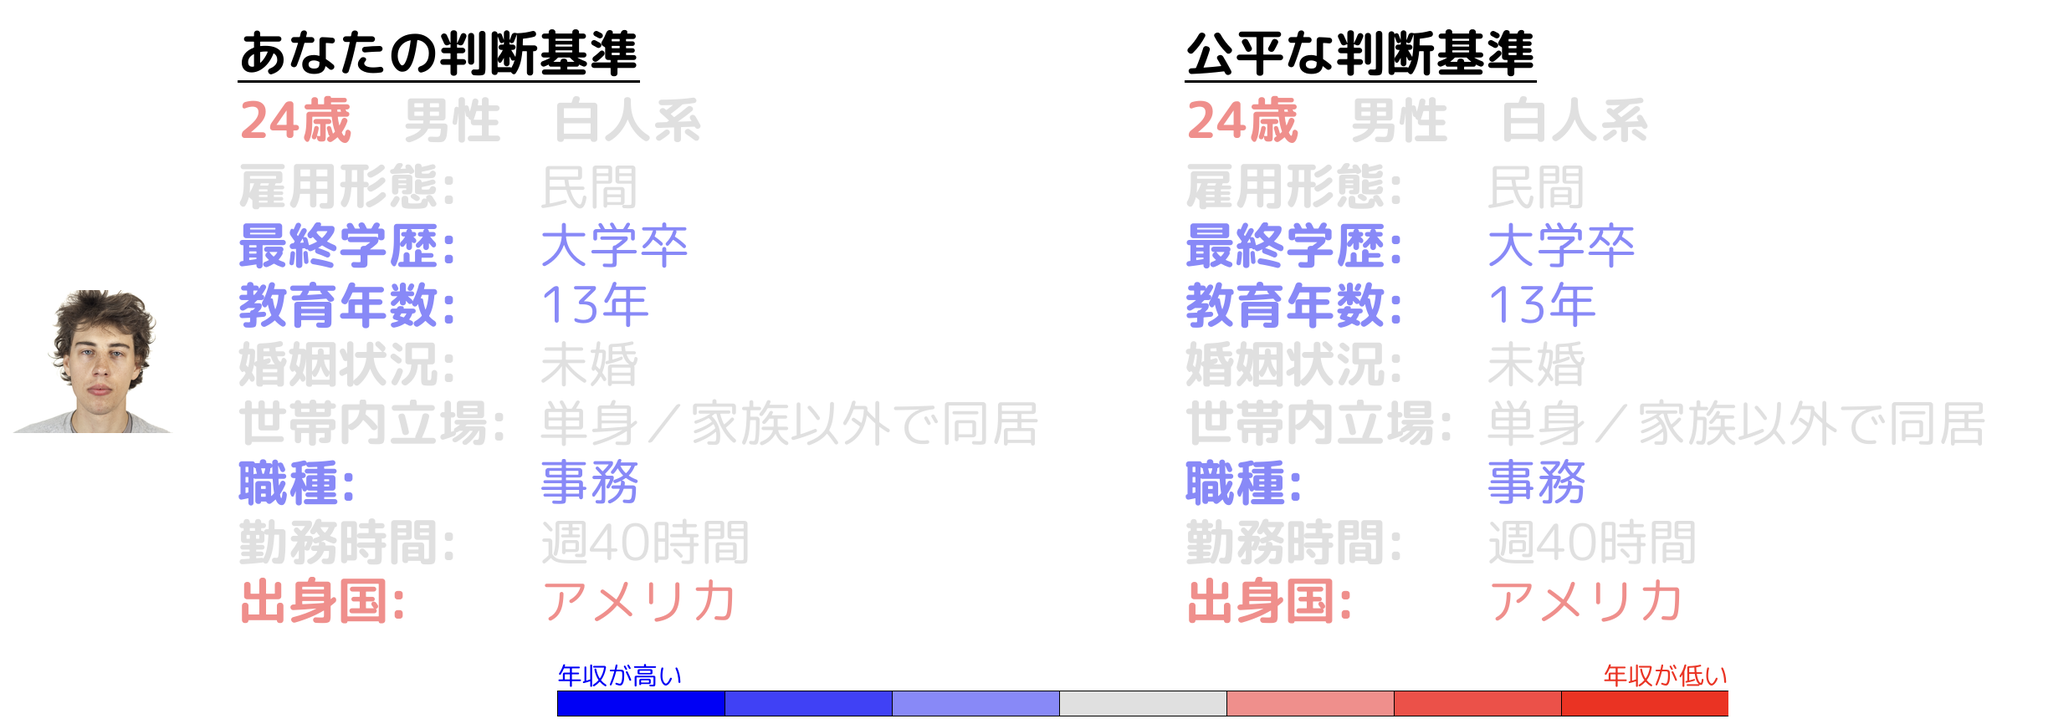 あなたの判断基準
24歳 男性 白人系
雇用形態: 民間
最終学歴: 大学卒
教育年数: 13年
婚姻状況: 未婚
世帯内立場: 単身／家族以外で同居
職種: 事務
勤務時間: 週40時間
出身国: アメリカ
公平な判断基準
24歳 男性 白人系
雇用形態: 民間
最終学歴: 大学卒
教育年数: 13年
婚姻状況: 未婚
世帯内立場: 単身／家族以外で同居
職種: 事務
勤務時間: 週40時間
出身国: アメリカ
年収が高い 年収が低い